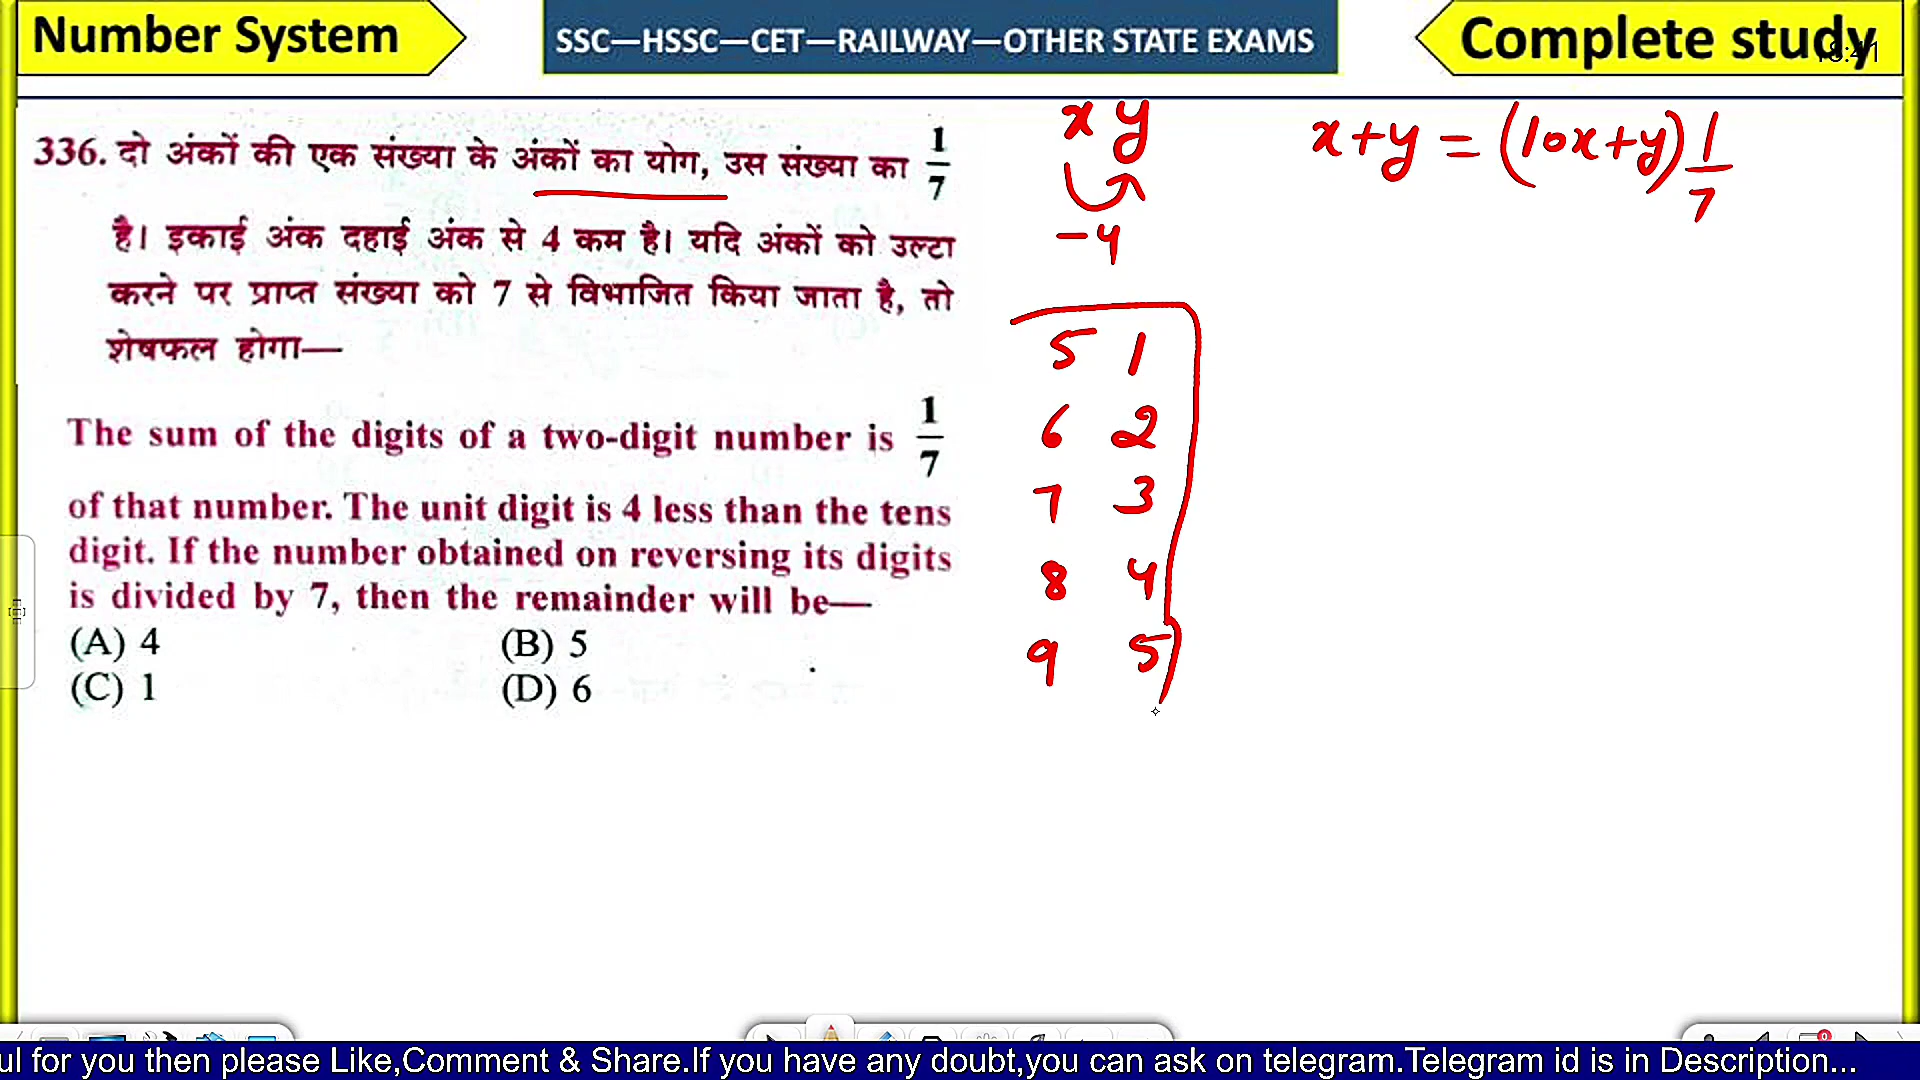 Number System
SSC—HSSC—CET—RAILWAY—OTHER STATE EXAMS
Complete study
336. दो अंकों की एक संख्या के अंकों का योग, उस संख्या का 1/7
है। इकाई अंक दहाई अंक से 4 कम है। यदि अंकों को उल्टा
करने पर प्राप्त संख्या को 7 से विभाजित किया जाता है, तो
शेषफल होगा—
The sum of the digits of a two-digit number is 1/7
of that number. The unit digit is 4 less than the tens
digit. If the number obtained on reversing its digits
is divided by 7, then the remainder will be—
(A) 4 (B) 5
(C) 1 (D) 6
x y
-4
5 1
6 2
7 3
8 4
9 5
x+y = (10x+y) 1/7
ul for you then please Like,Comment & Share.If you have any doubt,you can ask on telegram.Telegram id is in Description...